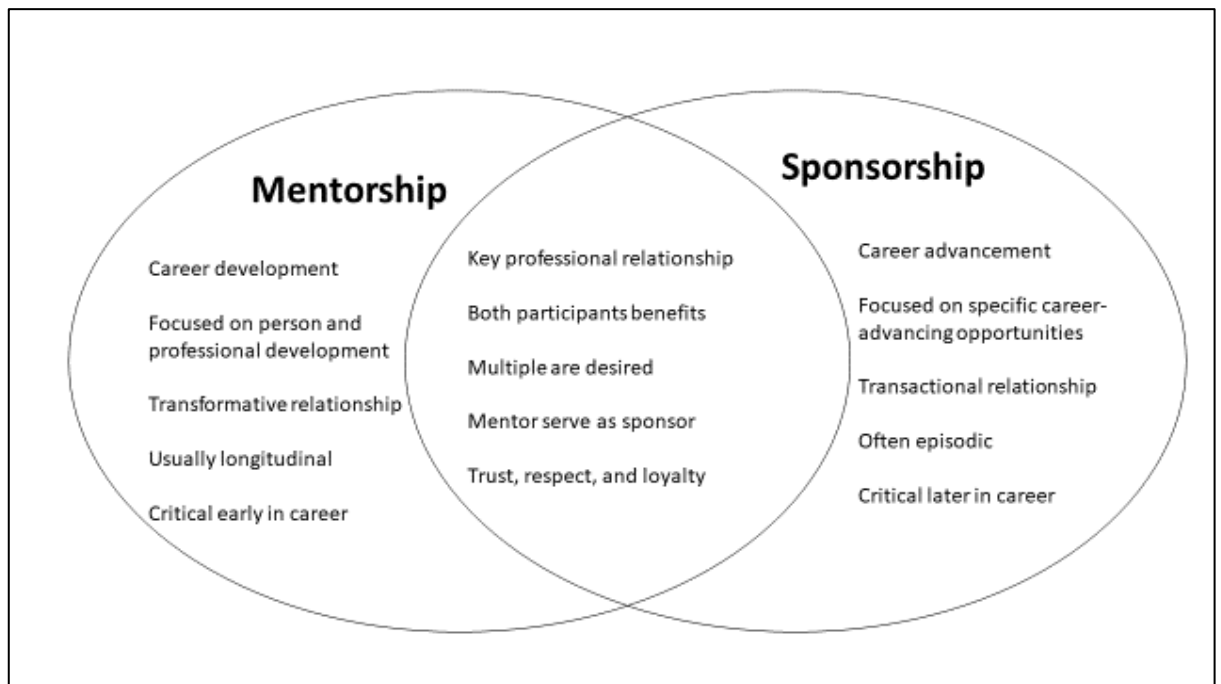 Mentorship
Career development
Focused on person and
professional development
Transformative relationship
Usually longitudinal
Critical early in career
Key professional relationship
Both participants benefits
Multiple are desired
Mentor serve as sponsor
Trust, respect, and loyalty
Sponsorship
Career advancement
Focused on specific career-
advancing opportunities
Transactional relationship
Often episodic
Critical later in career